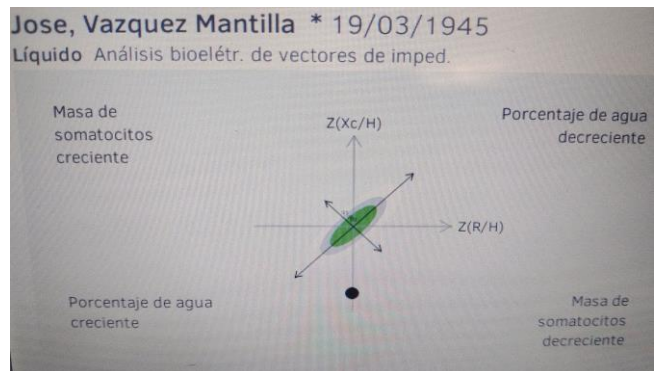 Jose, Vazquez Mantilla * 19/03/1945
Líquido Análisis bioelétr. de vectores de imped.
Masa de
somatocitos
creciente
Z(Xc/H)
Porcentaje de agua
decreciente
Z(R/H)
Porcentaje de agua
creciente
Masa de
somatocitos
decreciente